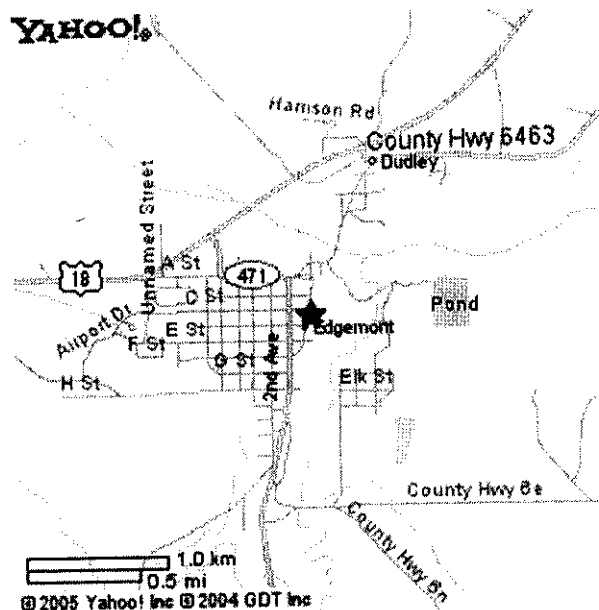 YAHOO!
Hamson Rd
County Hwy 6463
Dudley
Unnamed Street
A St
471
18
C St
Pond
Airport Dr
E St
Edgemont
F St
G St
2nd Ave
Elk St
H St
County Hwy 6e
County Hwy 6n
1.0 km
0.5 mi
© 2005 Yahoo! Inc © 2004 GDT Inc